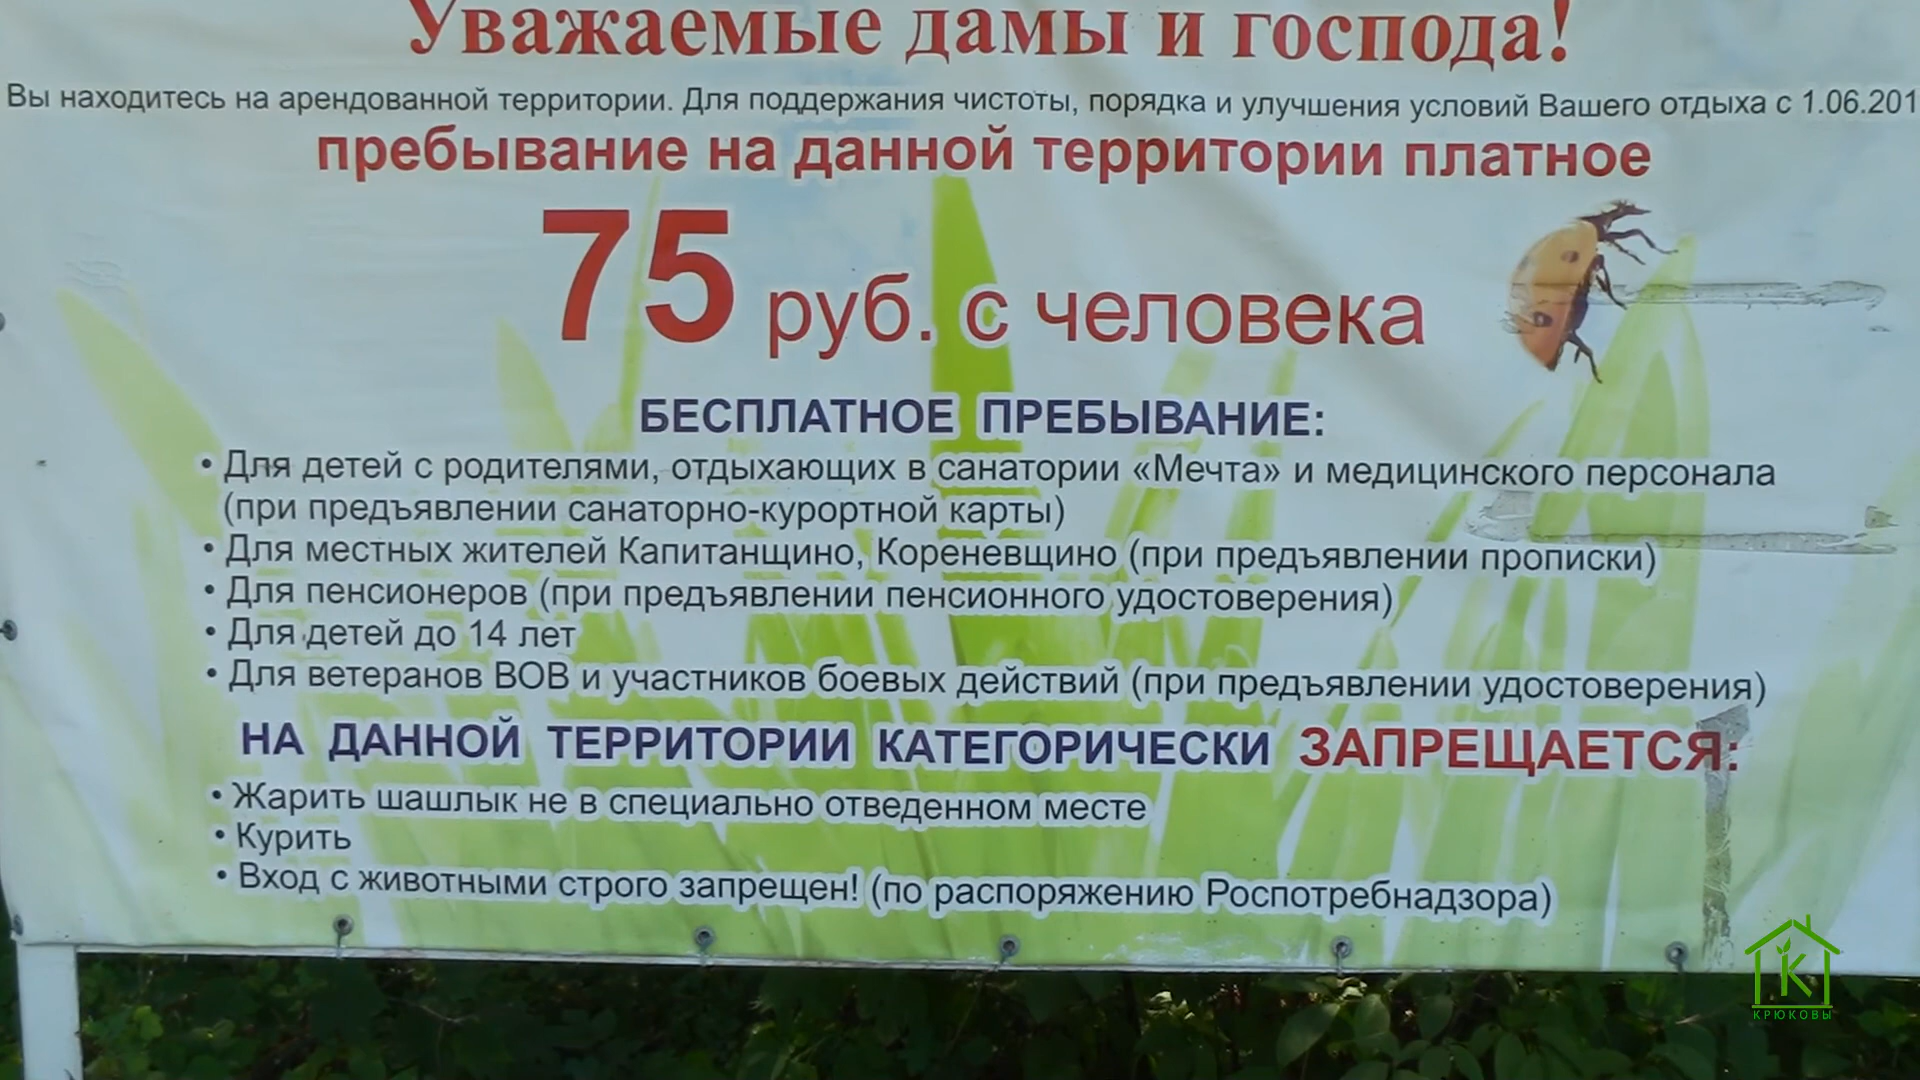 Уважаемые дамы и господа!
Вы находитесь на арендованной территории. Для поддержания чистоты, порядка и улучшения условий Вашего отдыха с 1.06.201
пребывание на данной территории платное
75 руб. с человека
БЕСПЛАТНОЕ ПРЕБЫВАНИЕ:
• Для детей с родителями, отдыхающих в санатории «Мечта» и медицинского персонала
(при предъявлении санаторно-курортной карты)
• Для местных жителей Капитанщино, Кореневщино (при предъявлении прописки)
• Для пенсионеров (при предъявлении пенсионного удостоверения)
• Для детей до 14 лет
• Для ветеранов ВОВ и участников боевых действий (при предъявлении удостоверения)
НА ДАННОЙ ТЕРРИТОРИИ КАТЕГОРИЧЕСКИ ЗАПРЕЩАЕТСЯ:
• Жарить шашлык не в специально отведенном месте
• Курить
• Вход с животными строго запрещен! (по распоряжению Роспотребнадзора)
К
КРЮКОВЫ